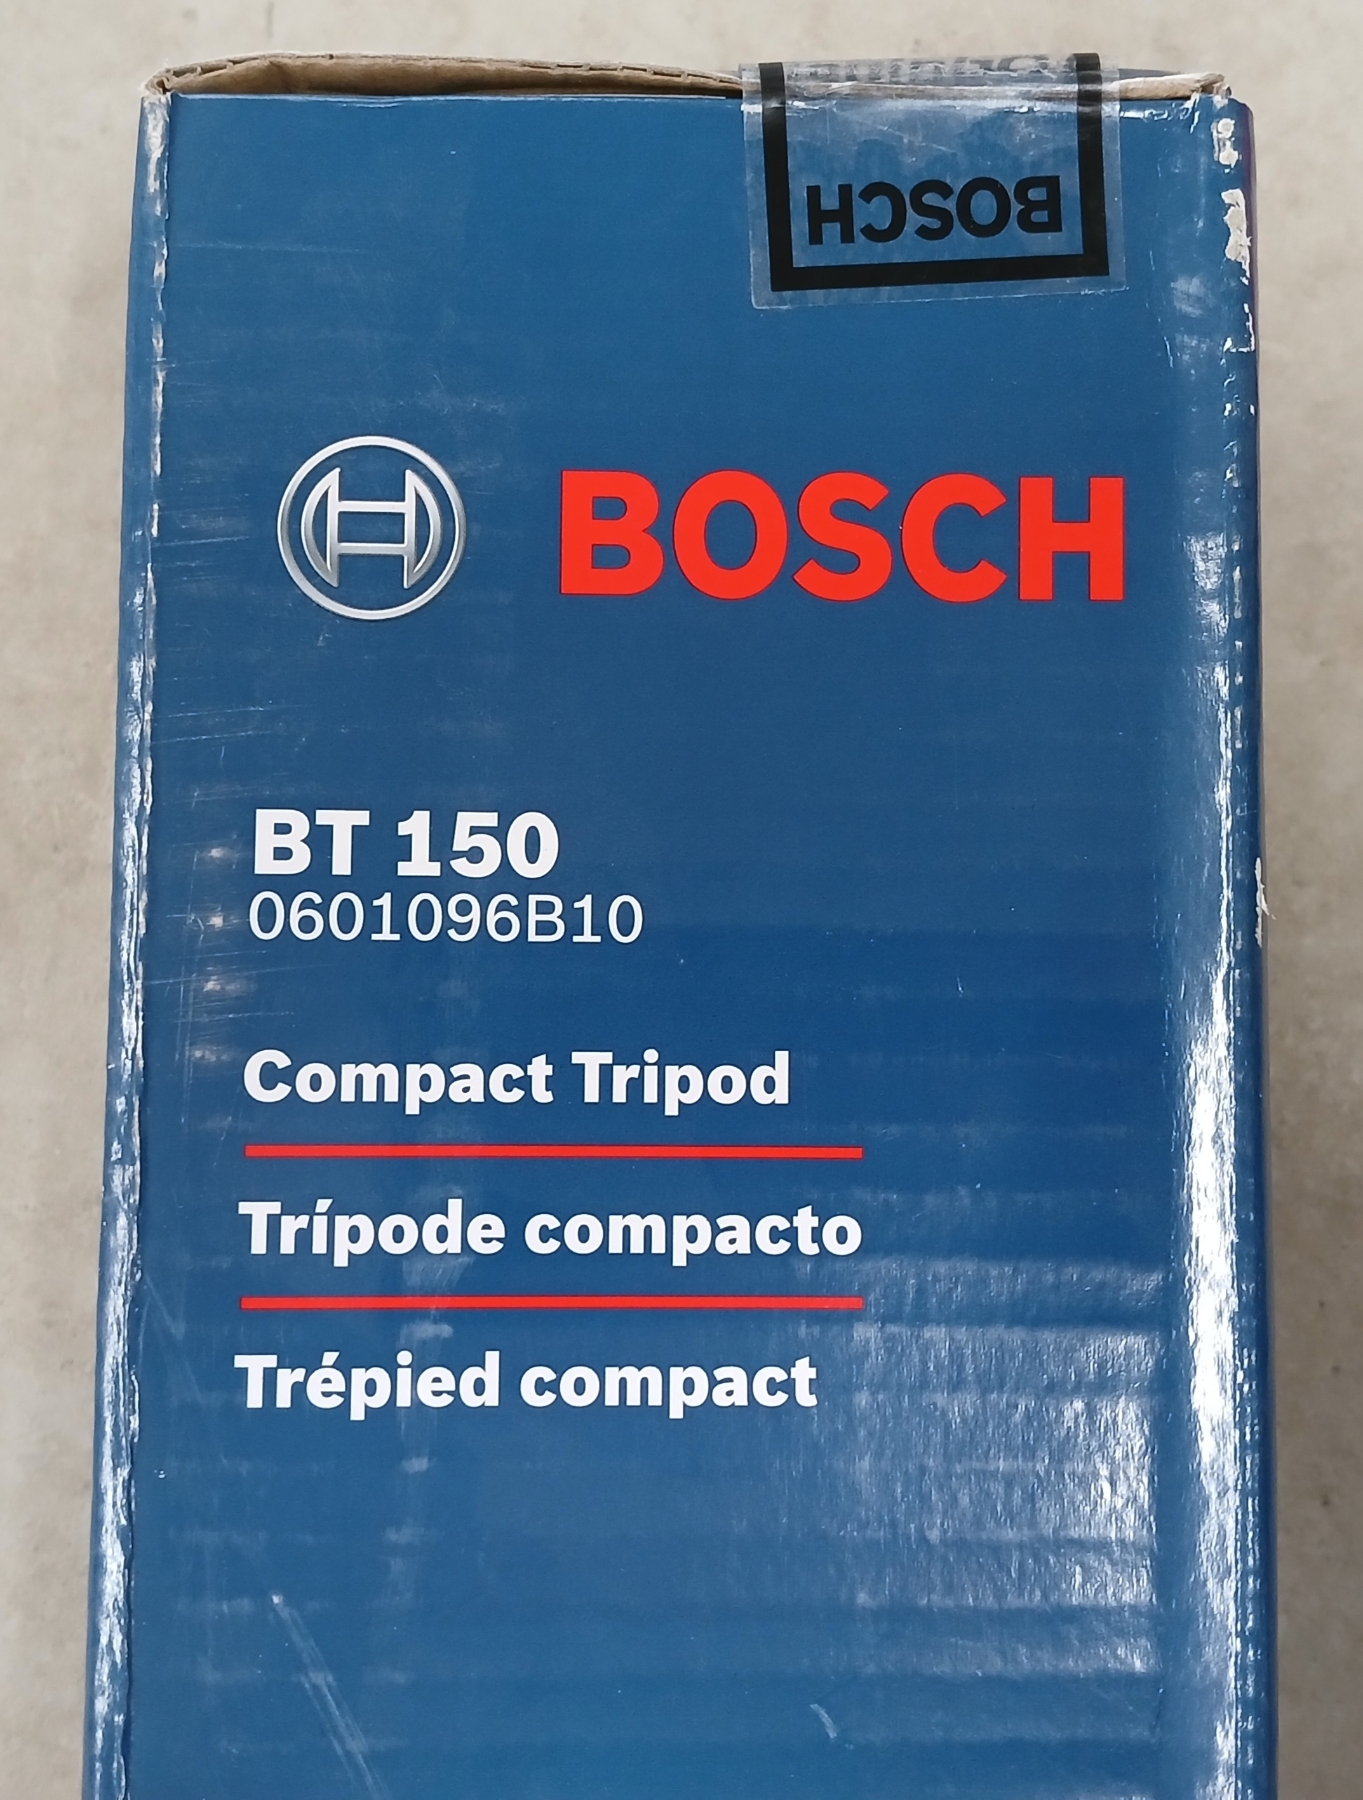 BOSCH
BOSCH
BT 150
0601096B10
Compact Tripod
Trípode compacto
Trépied compact